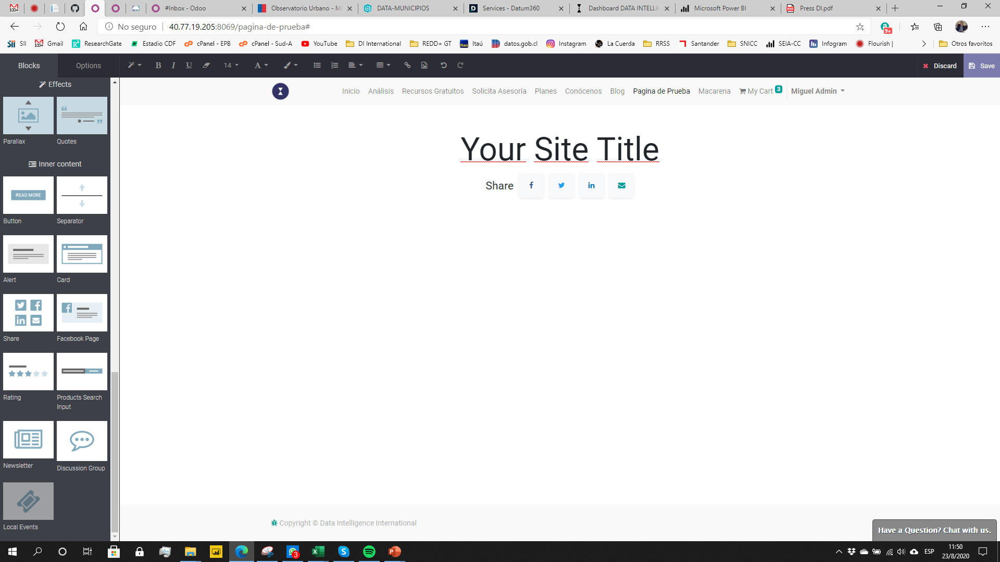 #Inbox - Odoo
Observatorio Urbano - MI
DATA-MUNICIPIOS
Services - Datum360
Dashboard DATA INTELLIG
Microsoft Power BI
Press DI.pdf
No seguro
40.77.19.205:8069/pagina-de-prueba#
9+
SII
100+
Gmail
ResearchGate
Estadio CDF
cPanel - EPB
cPanel - Sud-A
YouTube
DI International
REDD+ GT
Itaú
datos.gob.cl
Instagram
La Cuerda
RRSS
Santander
SNICC
SEIA-CC
Infogram
Flourish |
Otros favoritos
Blocks
Options
B I U
14
A
Discard
Save
Effects
Parallax
Quotes
Inner content
READ MORE
Button
Separator
Alert
Card
Share
Facebook Page
Rating
Products Search
Input
Newsletter
Discussion Group
Local Events
Inicio
Análisis
Recursos Gratuitos
Solicita Asesoría
Planes
Conócenos
Blog
Pagina de Prueba
Macarena
My Cart 3
Miguel Admin
Your Site Title
Share
Copyright © Data Intelligence International
Have a Question? Chat with us.
3
ESP
11:50
23/8/2020